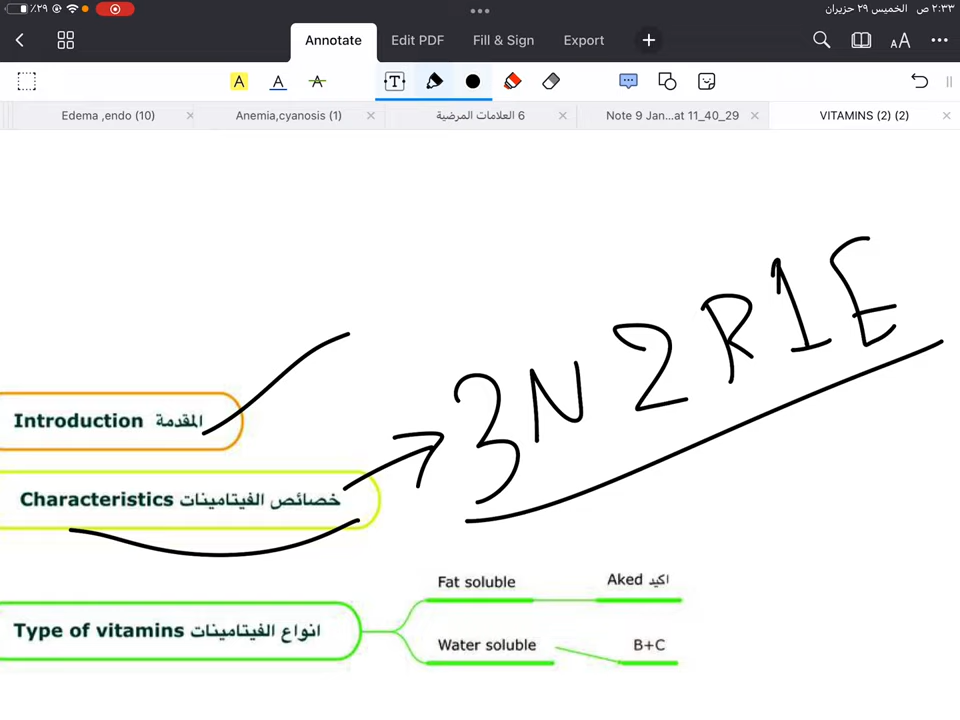 ٪٢٩ ٢:٣٣ ص الخميس ٢٩ حزيران
Annotate Edit PDF Fill & Sign Export
Edema ,endo (10) Anemia,cyanosis (1) 6 العلامات المرضية Note 9 Jan...at 11_40_29 VITAMINS (2) (2)
3N2R1E
Introduction المقدمة
Characteristics خصائص الفيتامينات
Fat soluble Aked اكيد
Type of vitamins انواع الفيتامينات
Water soluble B+C